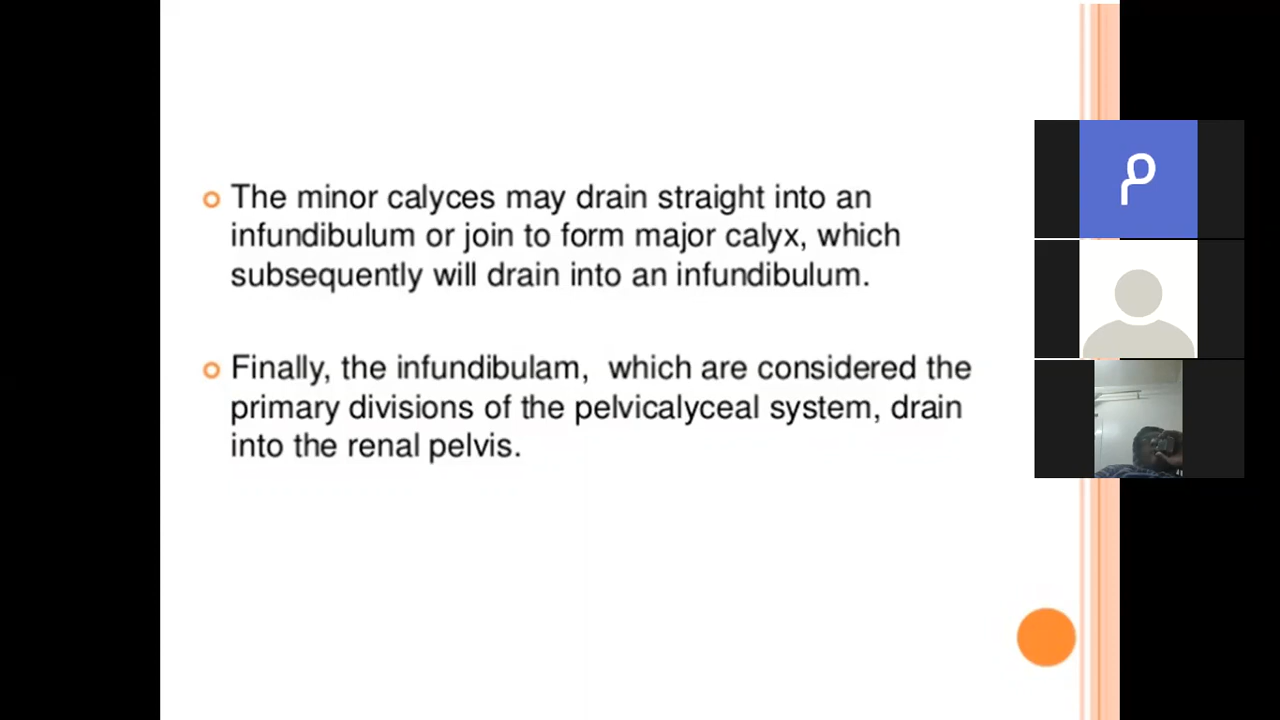 The minor calyces may drain straight into an
infundibulum or join to form major calyx, which
subsequently will drain into an infundibulum.
Finally, the infundibulam, which are considered the
primary divisions of the pelvicalyceal system, drain
into the renal pelvis.